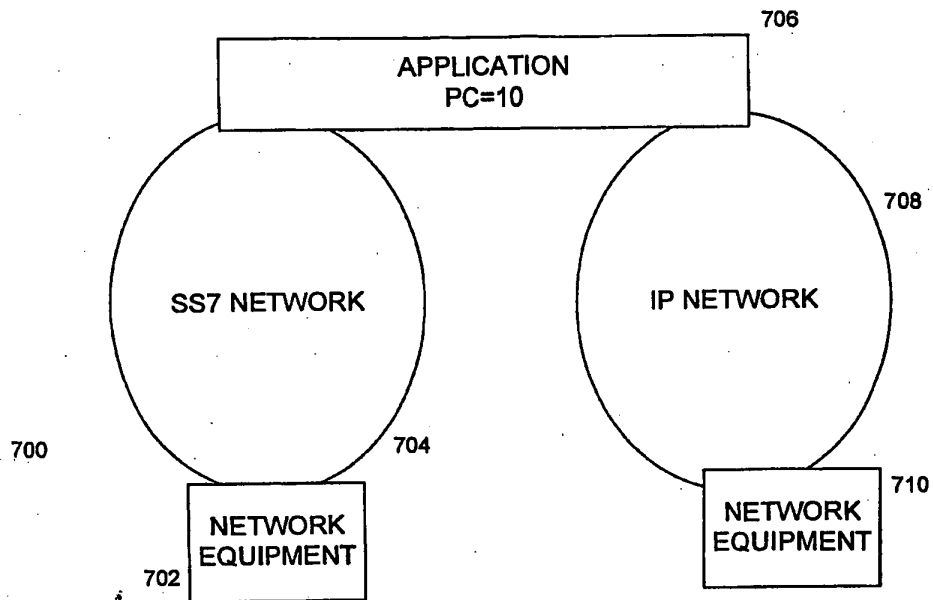 706
APPLICATION
PC=10
708
SS7 NETWORK
IP NETWORK
700
704
710
NETWORK
EQUIPMENT
702
NETWORK
EQUIPMENT